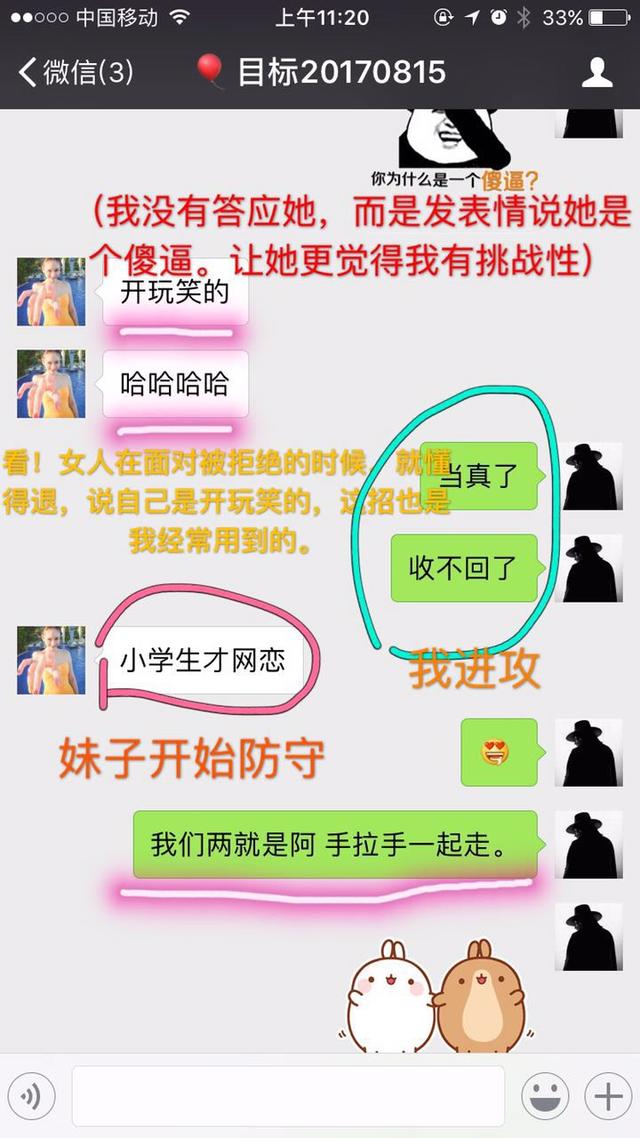 中国移动
上午11:20
33%
微信(3)
目标20170815
你为什么是一个傻逼？
（我没有答应她，而是发表情说她是
个傻逼。让她更觉得我有挑战性）
开玩笑的
哈哈哈哈
看！女人在面对被拒绝的时候，就懂
得退，说自己是开玩笑的，这招也是
我经常用到的。
当真了
收不回了
小学生才网恋
我进攻
妹子开始防守
我们两就是阿 手拉手一起走。